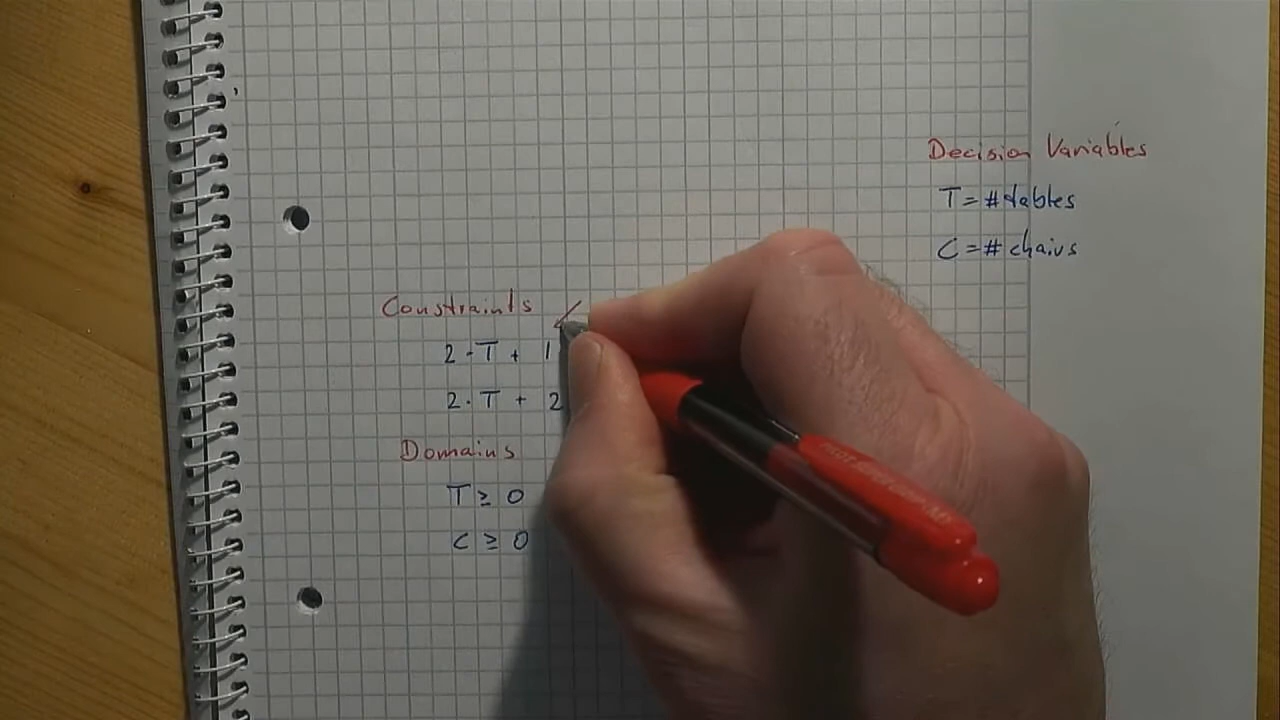 Decision Variables
T = #tables
C = # chairs
Constraints
2 · T + 1
2 · T + 2
Domains
T ≥ 0
C ≥ 0